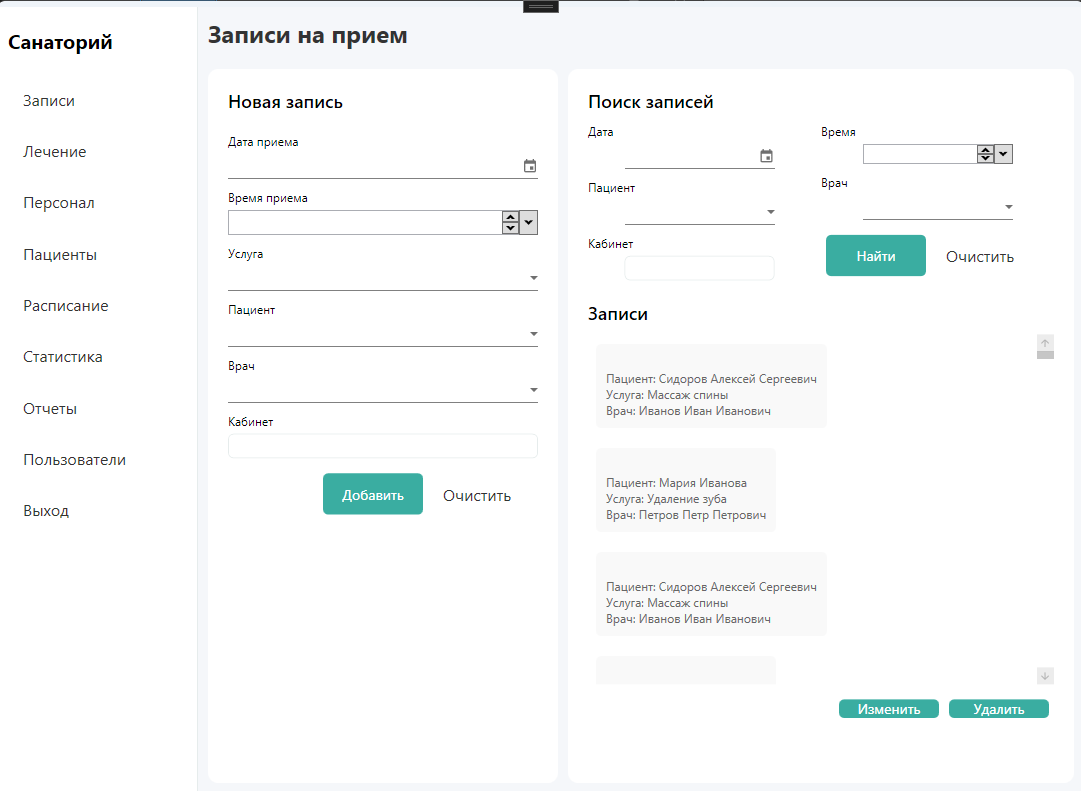 Санаторий
Записи
Лечение
Персонал
Пациенты
Расписание
Статистика
Отчеты
Пользователи
Выход
Записи на прием
Новая запись
Дата приема
Время приема
Услуга
Пациент
Врач
Кабинет
Добавить
Очистить
Поиск записей
Дата
Время
Пациент
Врач
Кабинет
Найти
Очистить
Записи
Пациент: Сидоров Алексей Сергеевич
Услуга: Массаж спины
Врач: Иванов Иван Иванович
Пациент: Мария Иванова
Услуга: Удаление зуба
Врач: Петров Петр Петрович
Пациент: Сидоров Алексей Сергеевич
Услуга: Массаж спины
Врач: Иванов Иван Иванович
Изменить
Удалить